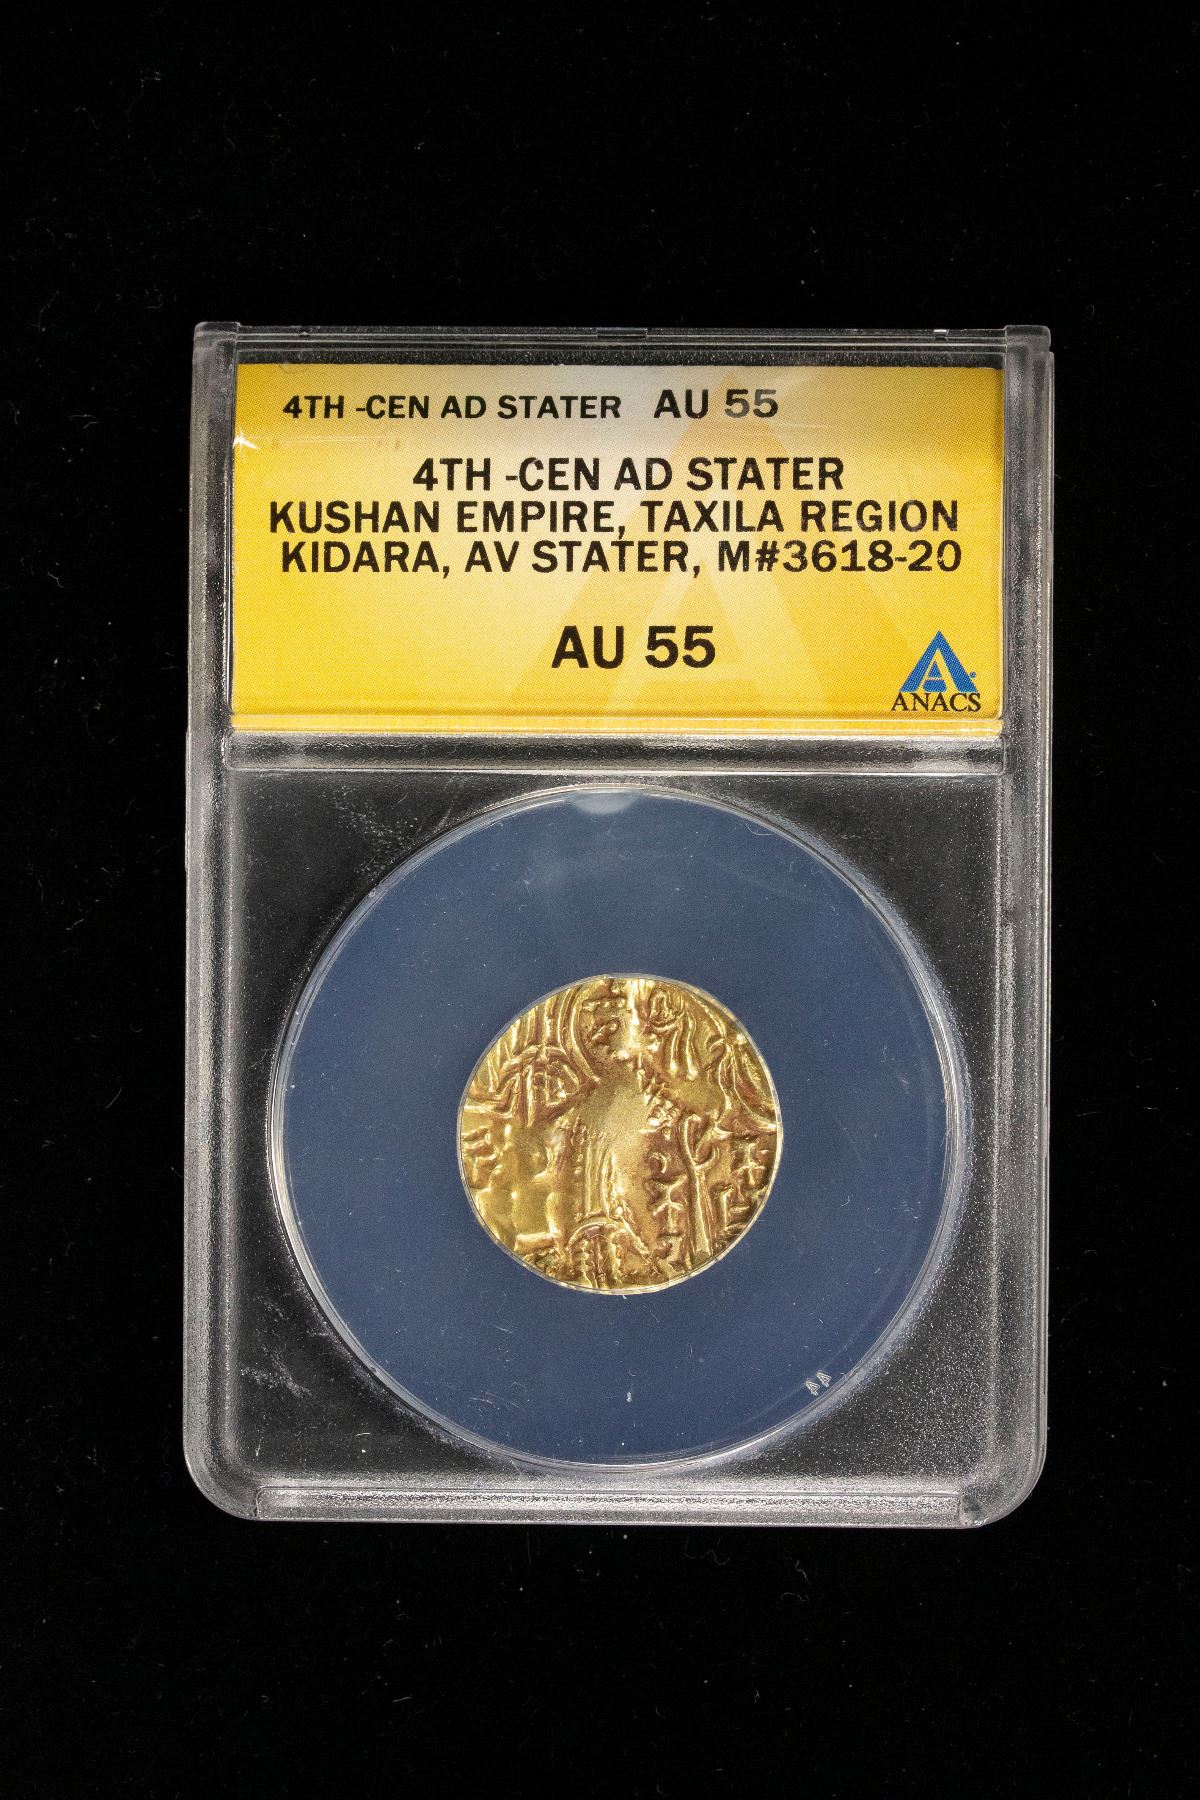 4TH -CEN AD STATER AU 55
4TH -CEN AD STATER
KUSHAN EMPIRE, TAXILA REGION
KIDARA, AV STATER, M#3618-20
AU 55
ANACS